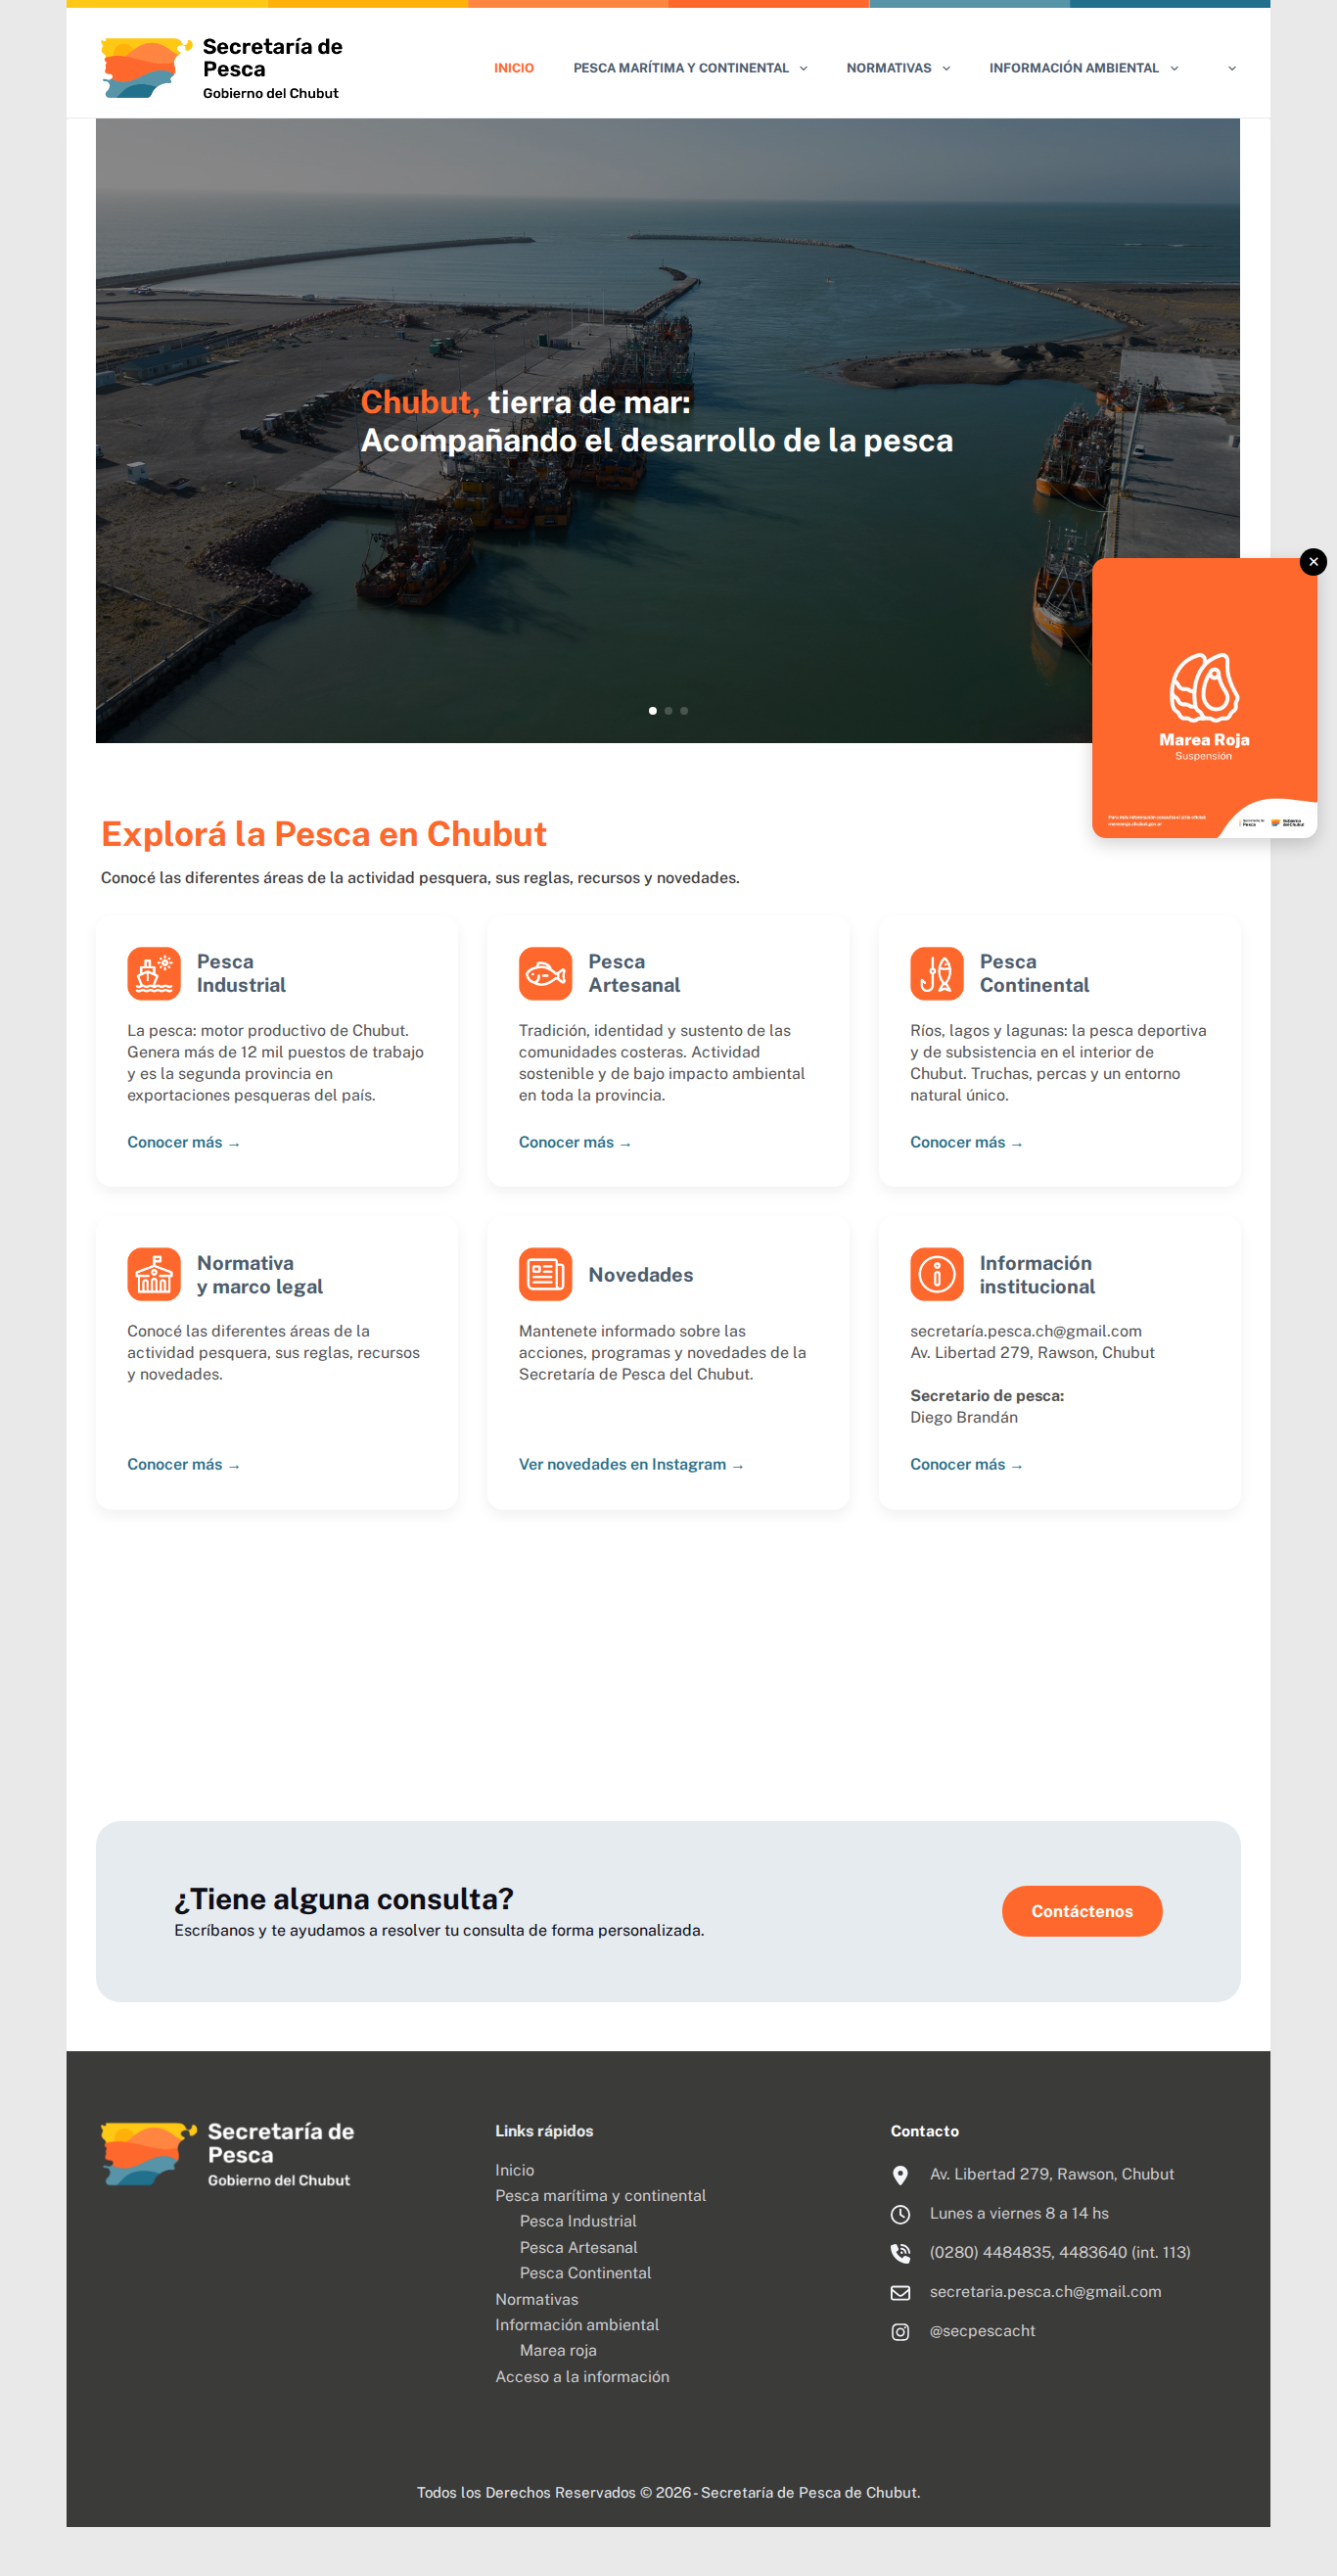 Secretaría de
Pesca
Gobierno del Chubut
INICIO
PESCA MARÍTIMA Y CONTINENTAL
NORMATIVAS
INFORMACIÓN AMBIENTAL
Chubut, tierra de mar:
Acompañando el desarrollo de la pesca
Marea Roja
Suspensión
Explorá la Pesca en Chubut
Conocé las diferentes áreas de la actividad pesquera, sus reglas, recursos y novedades.
Pesca
Industrial
La pesca: motor productivo de Chubut.
Genera más de 12 mil puestos de trabajo
y es la segunda provincia en
exportaciones pesqueras del país.
Conocer más →
Pesca
Artesanal
Tradición, identidad y sustento de las
comunidades costeras. Actividad
sostenible y de bajo impacto ambiental
en toda la provincia.
Conocer más →
Pesca
Continental
Ríos, lagos y lagunas: la pesca deportiva
y de subsistencia en el interior de
Chubut. Truchas, percas y un entorno
natural único.
Conocer más →
Normativa
y marco legal
Conocé las diferentes áreas de la
actividad pesquera, sus reglas, recursos
y novedades.
Conocer más →
Novedades
Mantenete informado sobre las
acciones, programas y novedades de la
Secretaría de Pesca del Chubut.
Ver novedades en Instagram →
Información
institucional
secretaría.pesca.ch@gmail.com
Av. Libertad 279, Rawson, Chubut
Secretario de pesca:
Diego Brandán
Conocer más →
¿Tiene alguna consulta?
Escríbanos y te ayudamos a resolver tu consulta de forma personalizada.
Contáctenos
Secretaría de
Pesca
Gobierno del Chubut
Links rápidos
Inicio
Pesca marítima y continental
Pesca Industrial
Pesca Artesanal
Pesca Continental
Normativas
Información ambiental
Marea roja
Acceso a la información
Contacto
Av. Libertad 279, Rawson, Chubut
Lunes a viernes 8 a 14 hs
(0280) 4484835, 4483640 (int. 113)
secretaria.pesca.ch@gmail.com
@secpescacht
Todos los Derechos Reservados © 2026 - Secretaría de Pesca de Chubut.